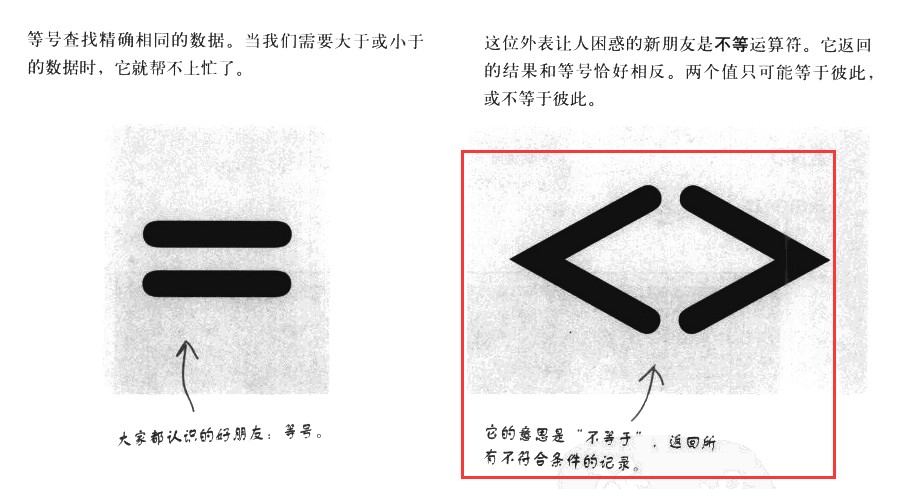 等号查找精确相同的数据。当我们需要大于或小于
的数据时，它就帮不上忙了。
=
大家都认识的好朋友：等号。
这位外表让人困惑的新朋友是不等运算符。它返回
的结果和等号恰好相反。两个值只可能等于彼此，
或不等于彼此。
<>
它的意思是“不等于”，返回所
有不符合条件的记录。